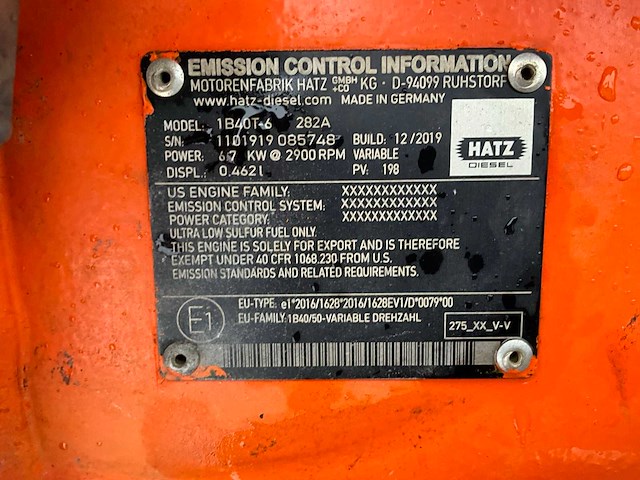 EMISSION CONTROL INFORMATION
MOTORENFABRIK HATZ GMBH +CO KG · D-94099 RUHSTORF
www.hatz-diesel.com MADE IN GERMANY
MODEL: 1B40T-6 282A
S/N: 1101919 085748 BUILD: 12/2019
POWER: 6.7 KW @ 2900 RPM VARIABLE
DISPL.: 0,462 l PV: 198
HATZ
DIESEL
US ENGINE FAMILY: XXXXXXXXXXXX
EMISSION CONTROL SYSTEM: XXXXXXXXXXXXX
POWER CATEGORY: XXXXXXXXXXXXX
ULTRA LOW SULFUR FUEL ONLY.
THIS ENGINE IS SOLELY FOR EXPORT AND IS THEREFORE
EXEMPT UNDER 40 CFR 1068.230 FROM U.S.
EMISSION STANDARDS AND RELATED REQUIREMENTS.
E1
EU-TYPE: e1*2016/1628*2016/1628EV1/D*0079*00
EU-FAMILY: 1B40/50-VARIABLE DREHZAHL
275_XX_V-V